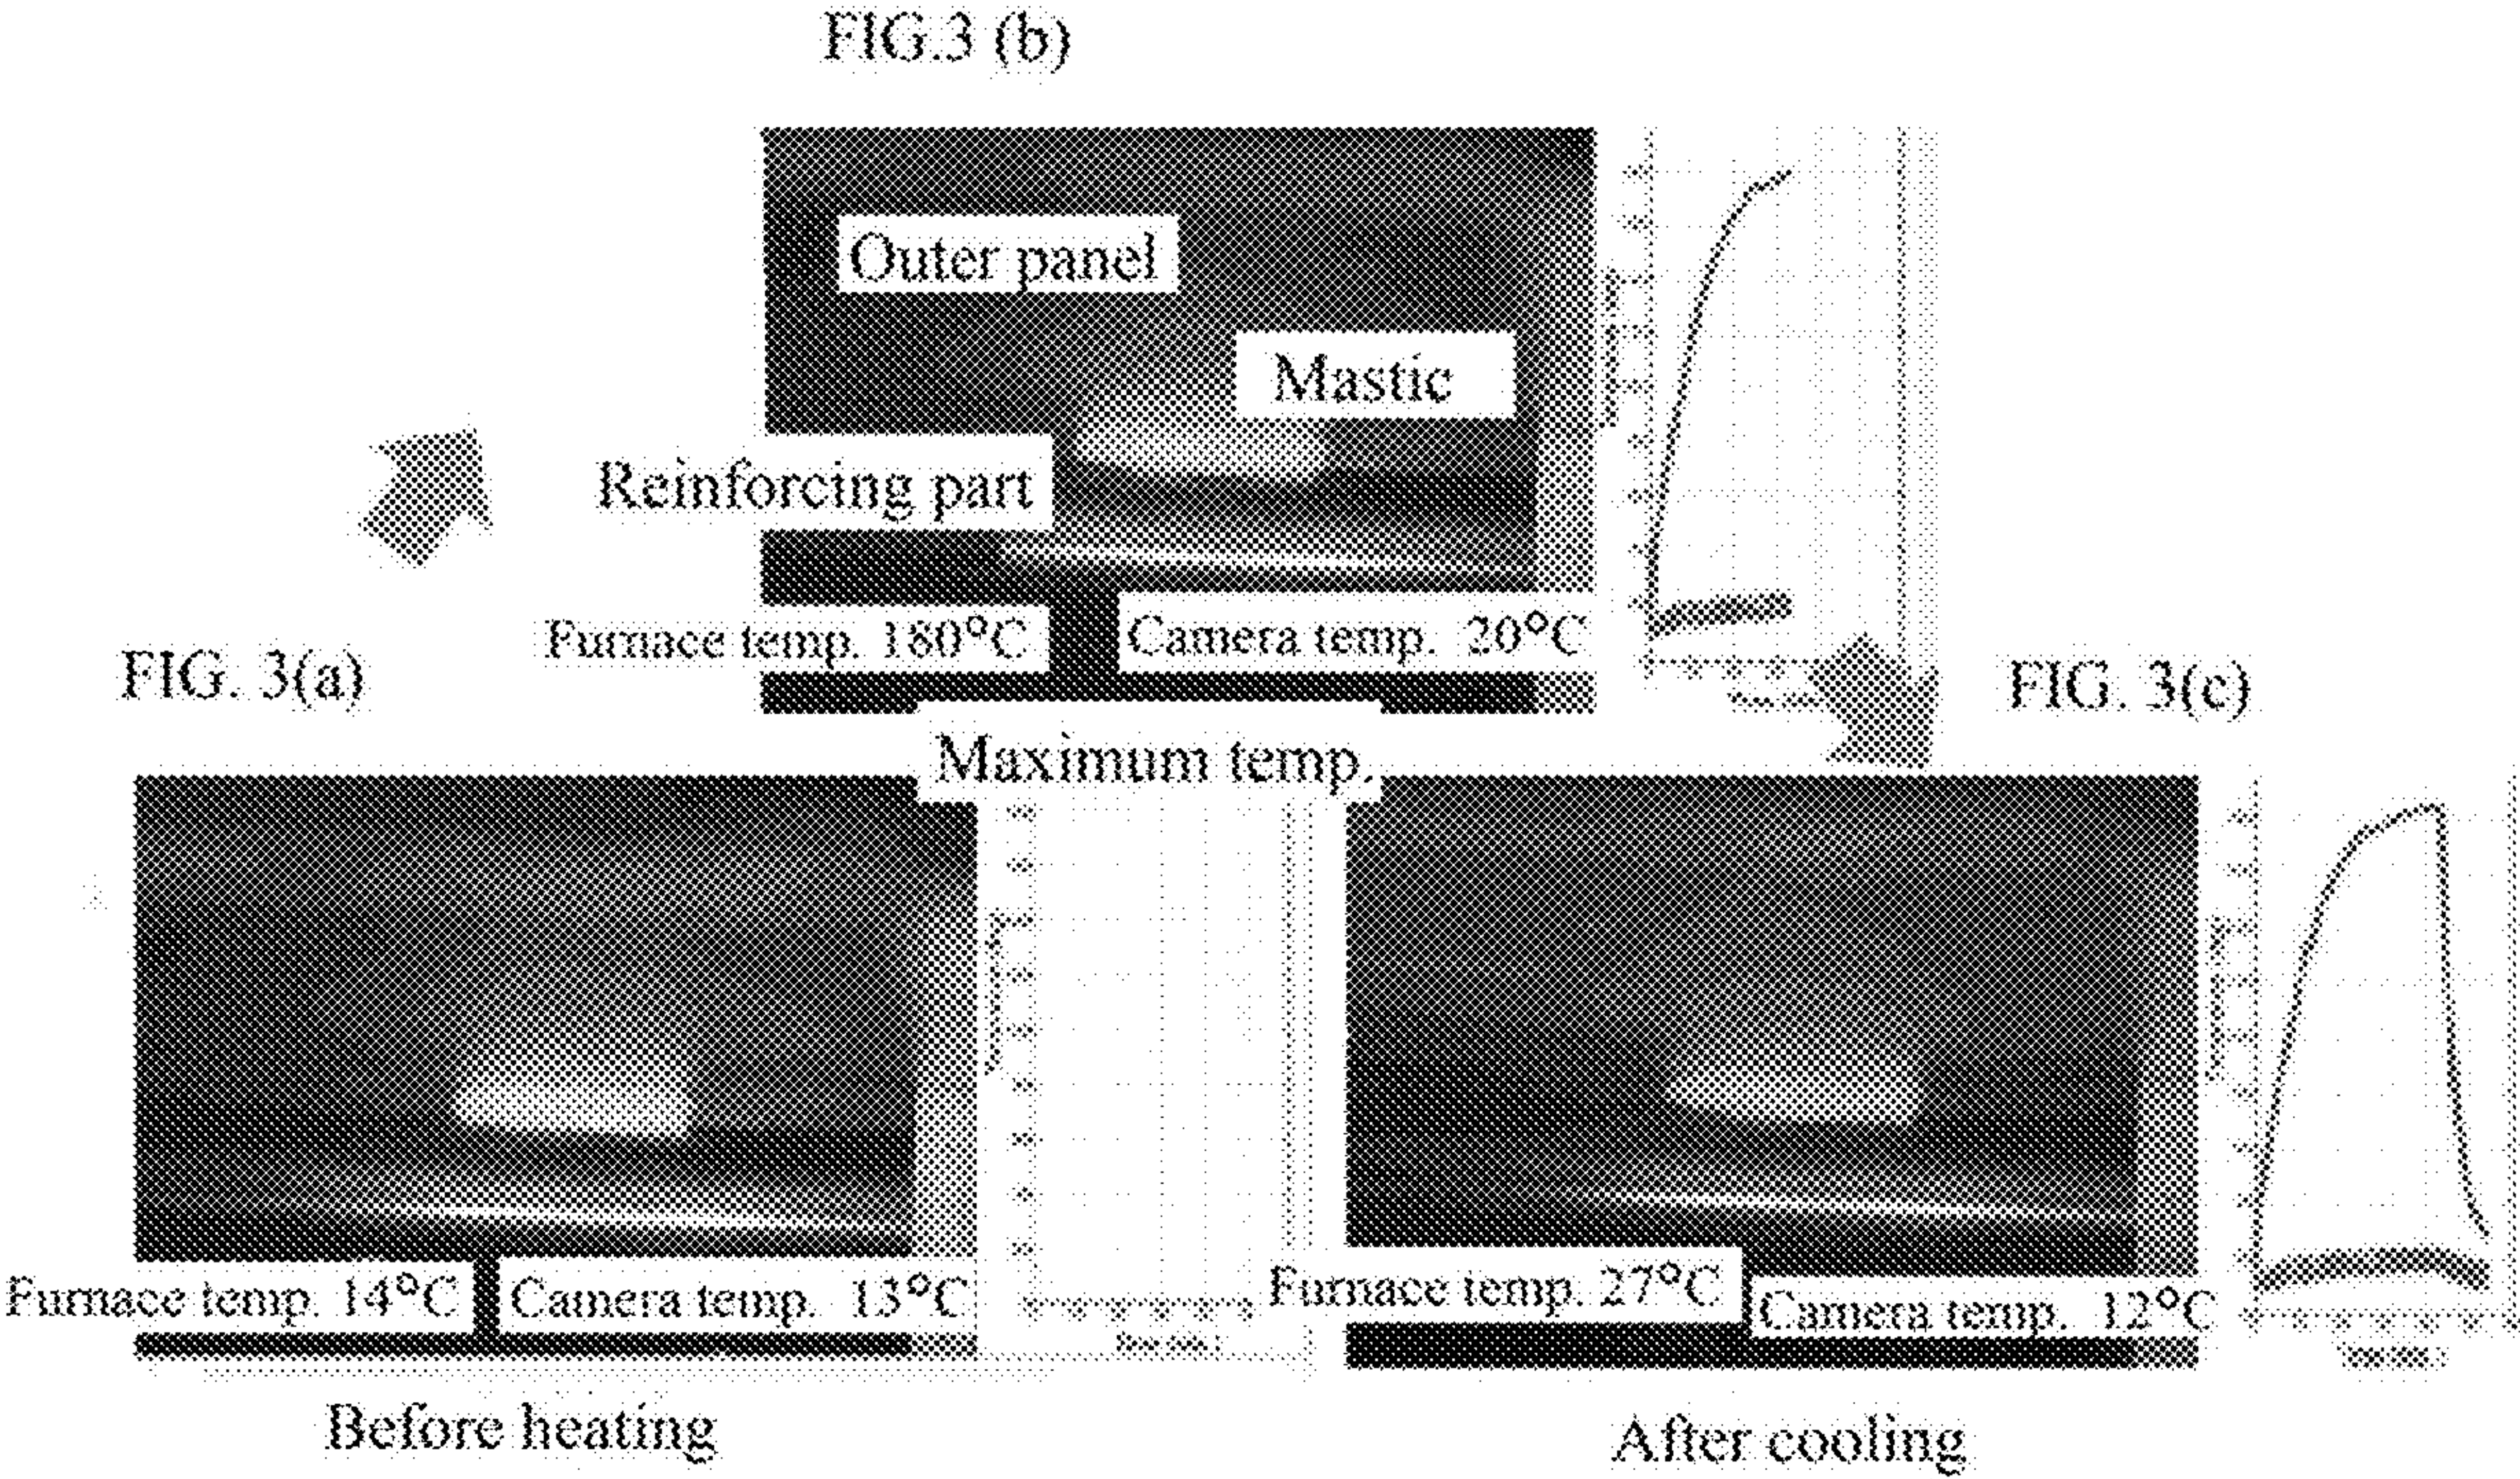 FIG.3 (b)
Outer panel
Mastic
Reinforcing part
Furnace temp. 180°C
Camera temp. 20°C
Maximum temp.
FIG. 3(a)
Furnace temp. 14°C
Camera temp. 13°C
Before heating
FIG. 3(c)
Furnace temp. 27°C
Camera temp. 12°C
After cooling